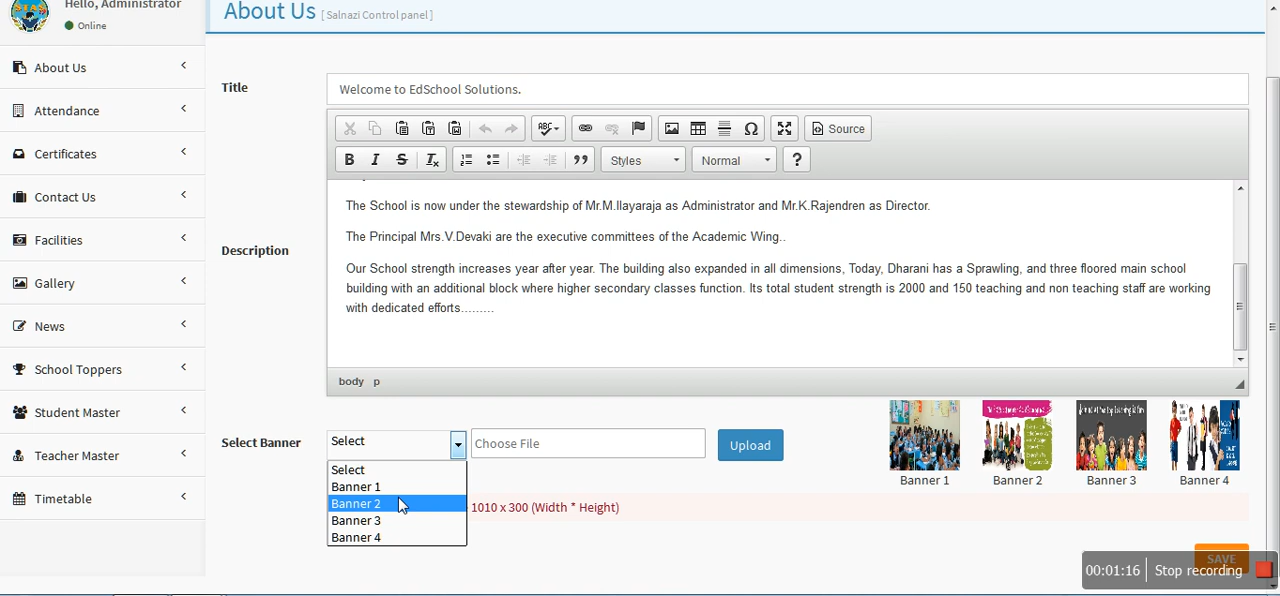 Hello, Administrator
Online
About Us [ Salnazi Control panel ]
About Us
Attendance
Certificates
Contact Us
Facilities
Gallery
News
School Toppers
Student Master
Teacher Master
Timetable
Title
Welcome to EdSchool Solutions.
ABC
Source
B I S Tx
Styles
Normal
?
Description
The School is now under the stewardship of Mr.M.Ilayaraja as Administrator and Mr.K.Rajendren as Director.
The Principal Mrs.V.Devaki are the executive committees of the Academic Wing..
Our School strength increases year after year. The building also expanded in all dimensions, Today, Dharani has a Sprawling, and three floored main school
building with an additional block where higher secondary classes function. Its total student strength is 2000 and 150 teaching and non teaching staff are working
with dedicated efforts.........
body p
Select Banner
Select
Choose File
Upload
Select
Banner 1
Banner 2
Banner 3
Banner 4
1010 x 300 (Width * Height)
Banner 1
Banner 2
Banner 3
Banner 4
SAVE
00:01:16
Stop recording